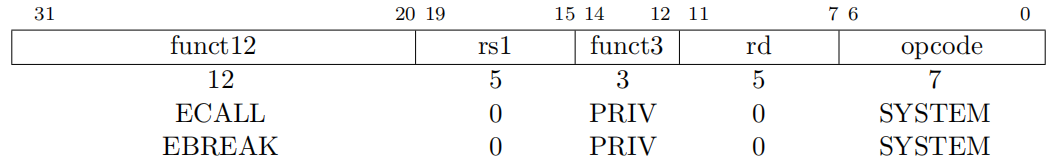 31 20 19 15 14 12 11 7 6 0
funct12 rs1 funct3 rd opcode
12 5 3 5 7
ECALL 0 PRIV 0 SYSTEM
EBREAK 0 PRIV 0 SYSTEM